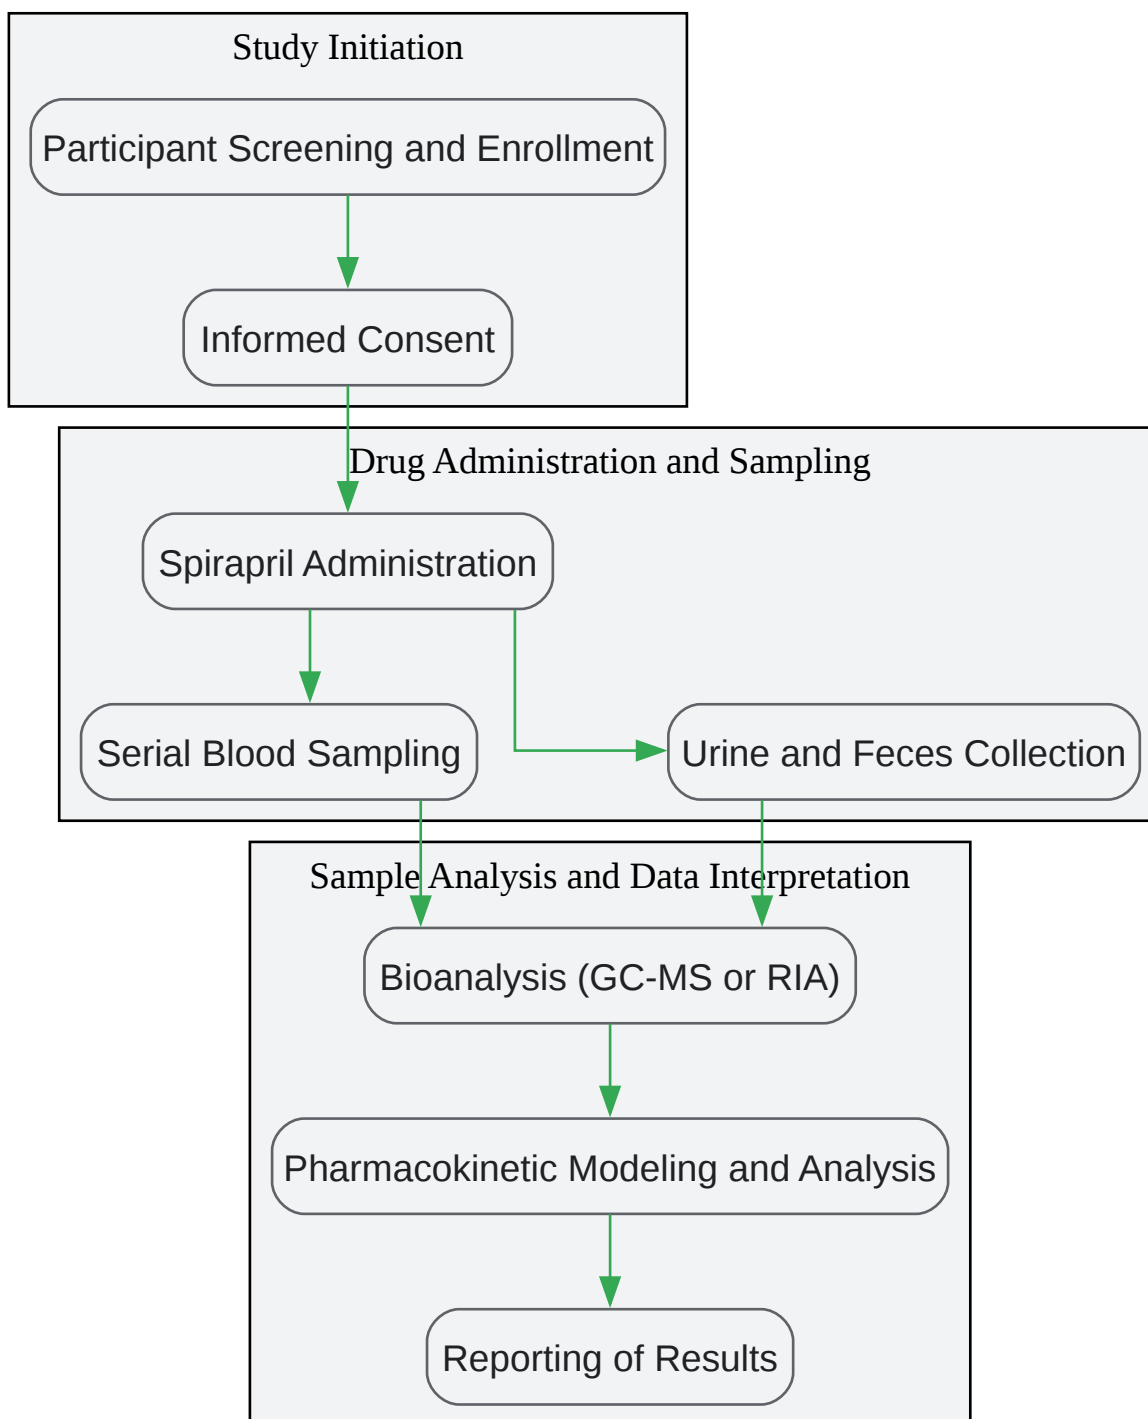 Study Initiation
Participant Screening and Enrollment
Informed Consent
Drug Administration and Sampling
Spirapril Administration
Serial Blood Sampling
Urine and Feces Collection
Sample Analysis and Data Interpretation
Bioanalysis (GC-MS or RIA)
Pharmacokinetic Modeling and Analysis
Reporting of Results